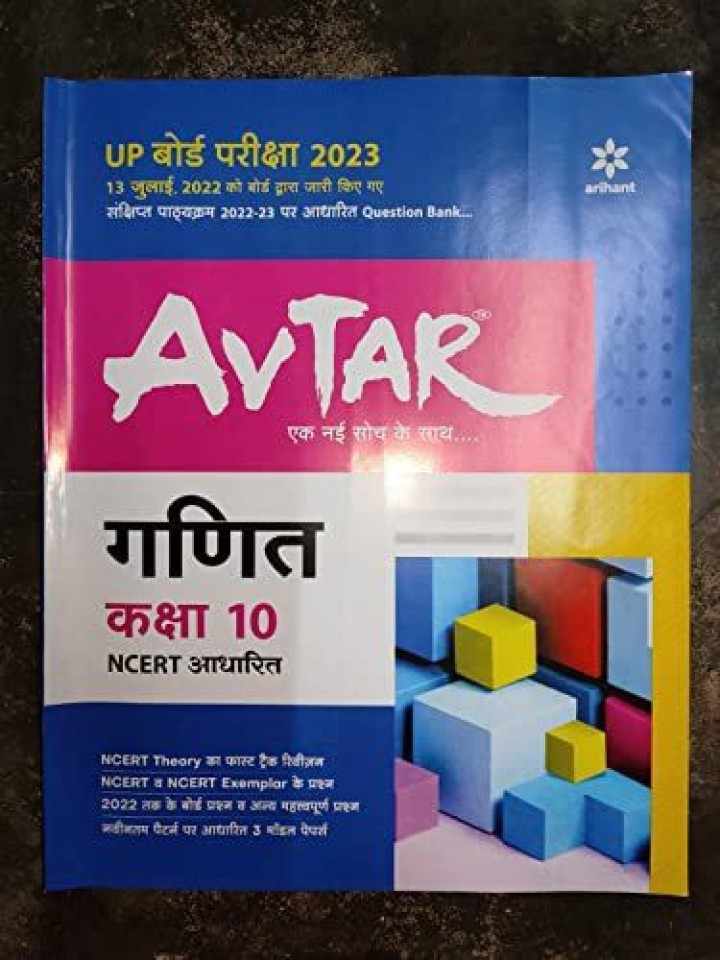 UP बोर्ड परीक्षा 2023
13 जुलाई, 2022 को बोर्ड द्वारा जारी किए गए
संक्षिप्त पाठ्यक्रम 2022-23 पर आधारित Question Bank...
arihant
AVTAR
एक नई सोच के साथ....
गणित
कक्षा 10
NCERT आधारित
NCERT Theory का फास्ट ट्रैक रिवीज़न
NCERT व NCERT Exemplar के प्रश्न
2022 तक के बोर्ड प्रश्न व अन्य महत्त्वपूर्ण प्रश्न
नवीनतम पैटर्न पर आधारित 3 मॉडल पेपर्स